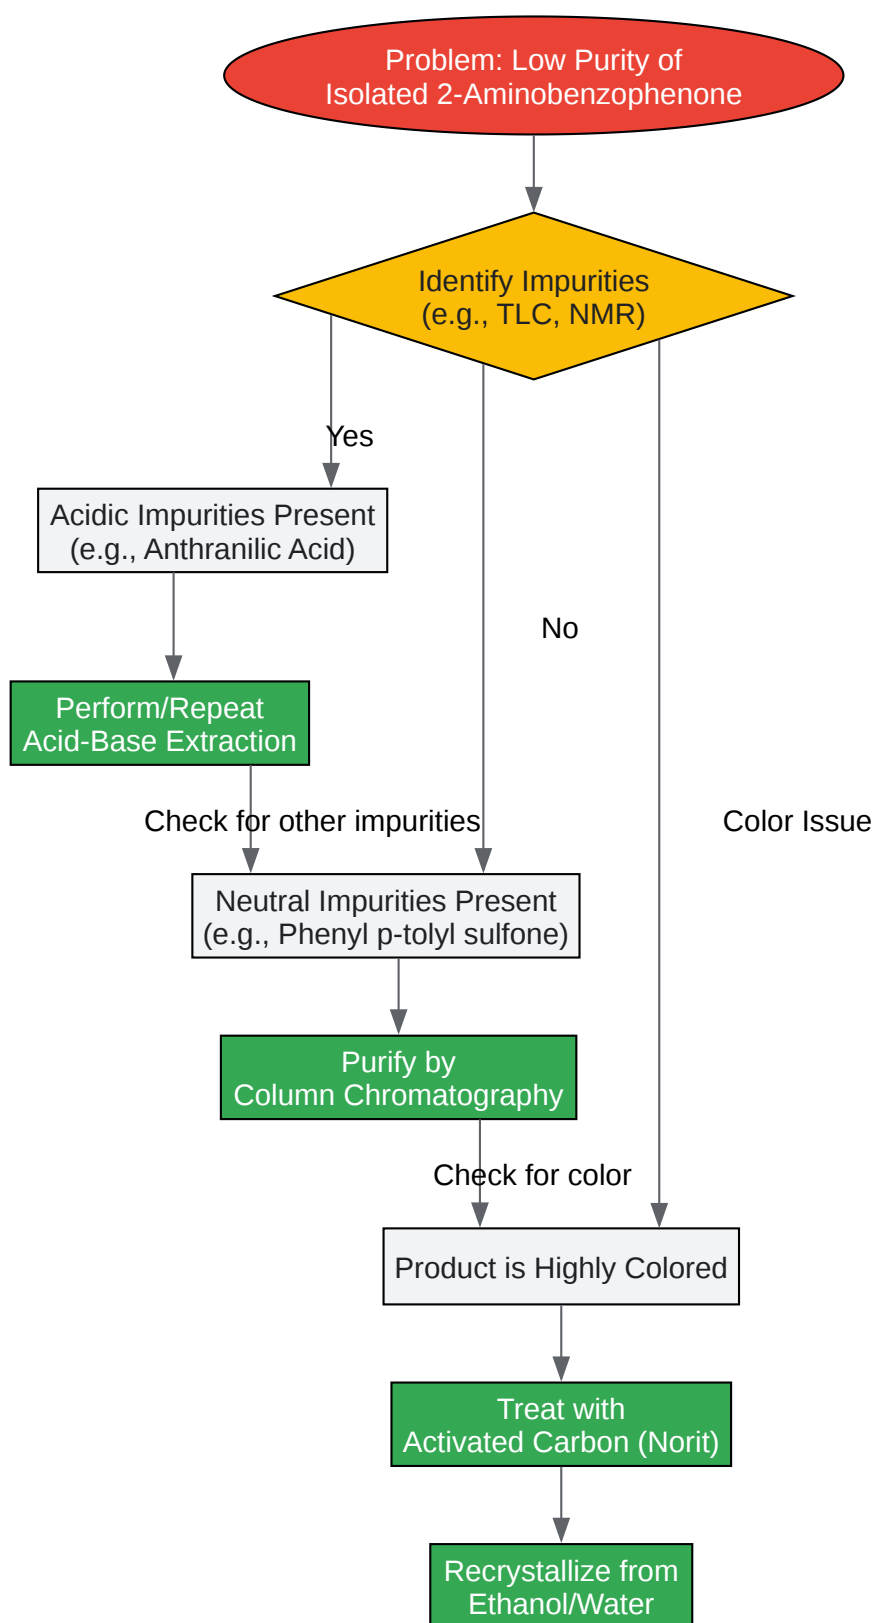 Problem: Low Purity of
Isolated 2-Aminobenzophenone
Identify Impurities
(e.g., TLC, NMR)
Yes
Acidic Impurities Present
(e.g., Anthranilic Acid)
No
Perform/Repeat
Acid-Base Extraction
Check for other impurities
Color Issue
Neutral Impurities Present
(e.g., Phenyl p-tolyl sulfone)
Purify by
Column Chromatography
Check for color
Product is Highly Colored
Treat with
Activated Carbon (Norit)
Recrystallize from
Ethanol/Water